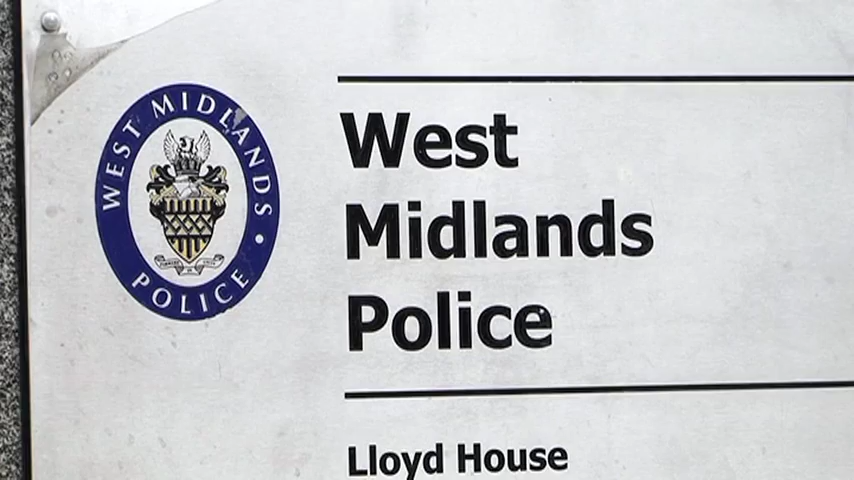 WEST MIDLANDS • POLICE
West
Midlands
Police
Lloyd House